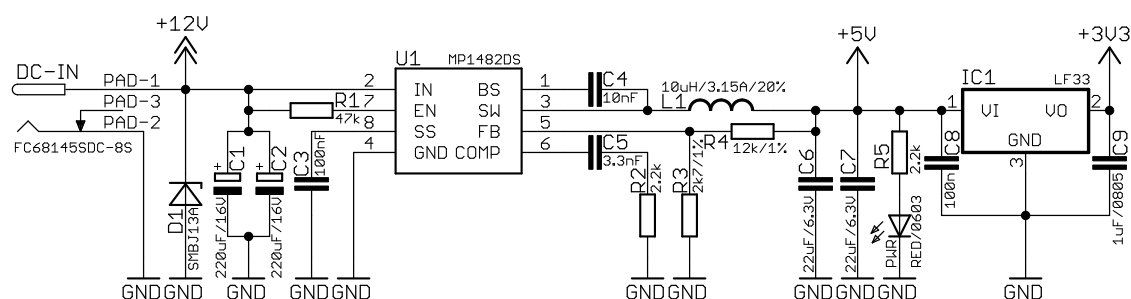 +12V
+5V
+3V3
DC-IN
PAD-1
PAD-3
PAD-2
FC68145SDC-8S
U1
MP1482DS
2
IN
BS
1
7
EN
SW
3
8
SS
FB
5
4
GND
COMP
6
R1
47k
C1
220uF/16V
C2
220uF/16V
C3
100nF
D1
SMBJ13A
C4
10nF
L1
10uH/3.15A/20%
C5
3.3nF
R2
2.2k
R3
2k7/1%
R4
12k/1%
C6
22uF/6.3V
C7
22uF/6.3V
R5
2.2k
PWR
RED/0603
C8
100n
IC1
LF33
1
VI
VO
2
GND
3
C9
1uF/0805
GND
GND
GND
GND
GND
GND
GND
GND
GND
GND
GND